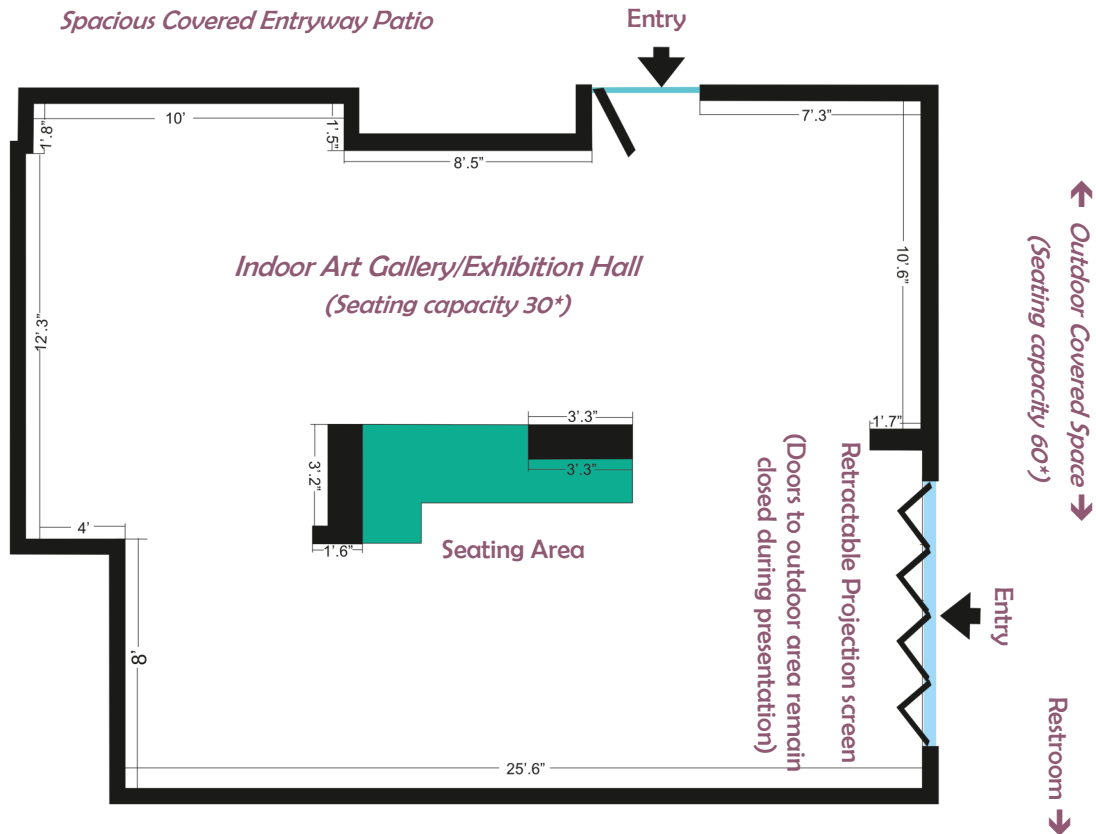 Spacious Covered Entryway Patio
Entry
10'
1'.8"
1'.5"
8'.5"
7'.3"
10'.6"
12'.3"
Indoor Art Gallery/Exhibition Hall
(Seating capacity 30*)
← Outdoor Covered Space →
(Seating capacity 60*)
3'.3"
3'.3"
3'.2"
1'.6"
Seating Area
1'.7"
Retractable Projection screen
(Doors to outdoor area remain
closed during presentation)
Entry
4'
8'
25'.6"
Restroom →